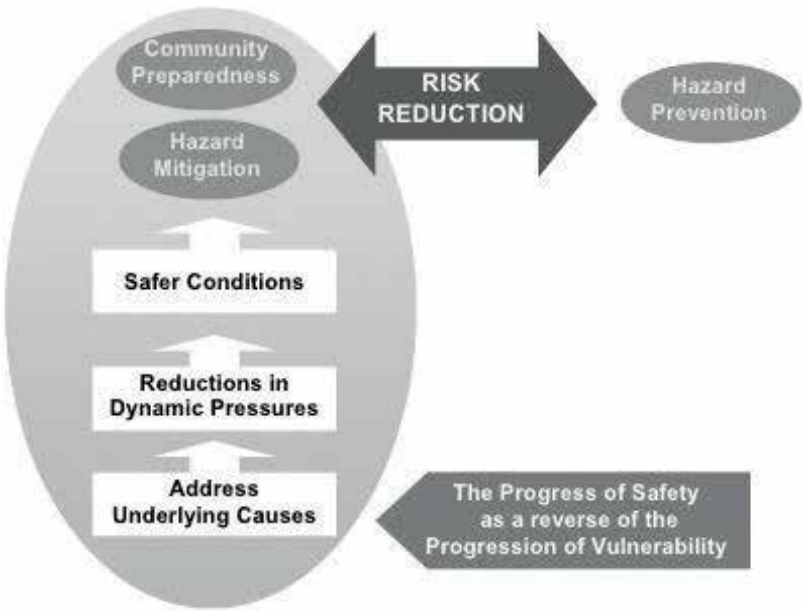 Community
Preparedness
RISK
REDUCTION
Hazard
Prevention
Hazard
Mitigation
Safer Conditions
Reductions in
Dynamic Pressures
Address
Underlying Causes
The Progress of Safety
as a reverse of the
Progression of Vulnerability